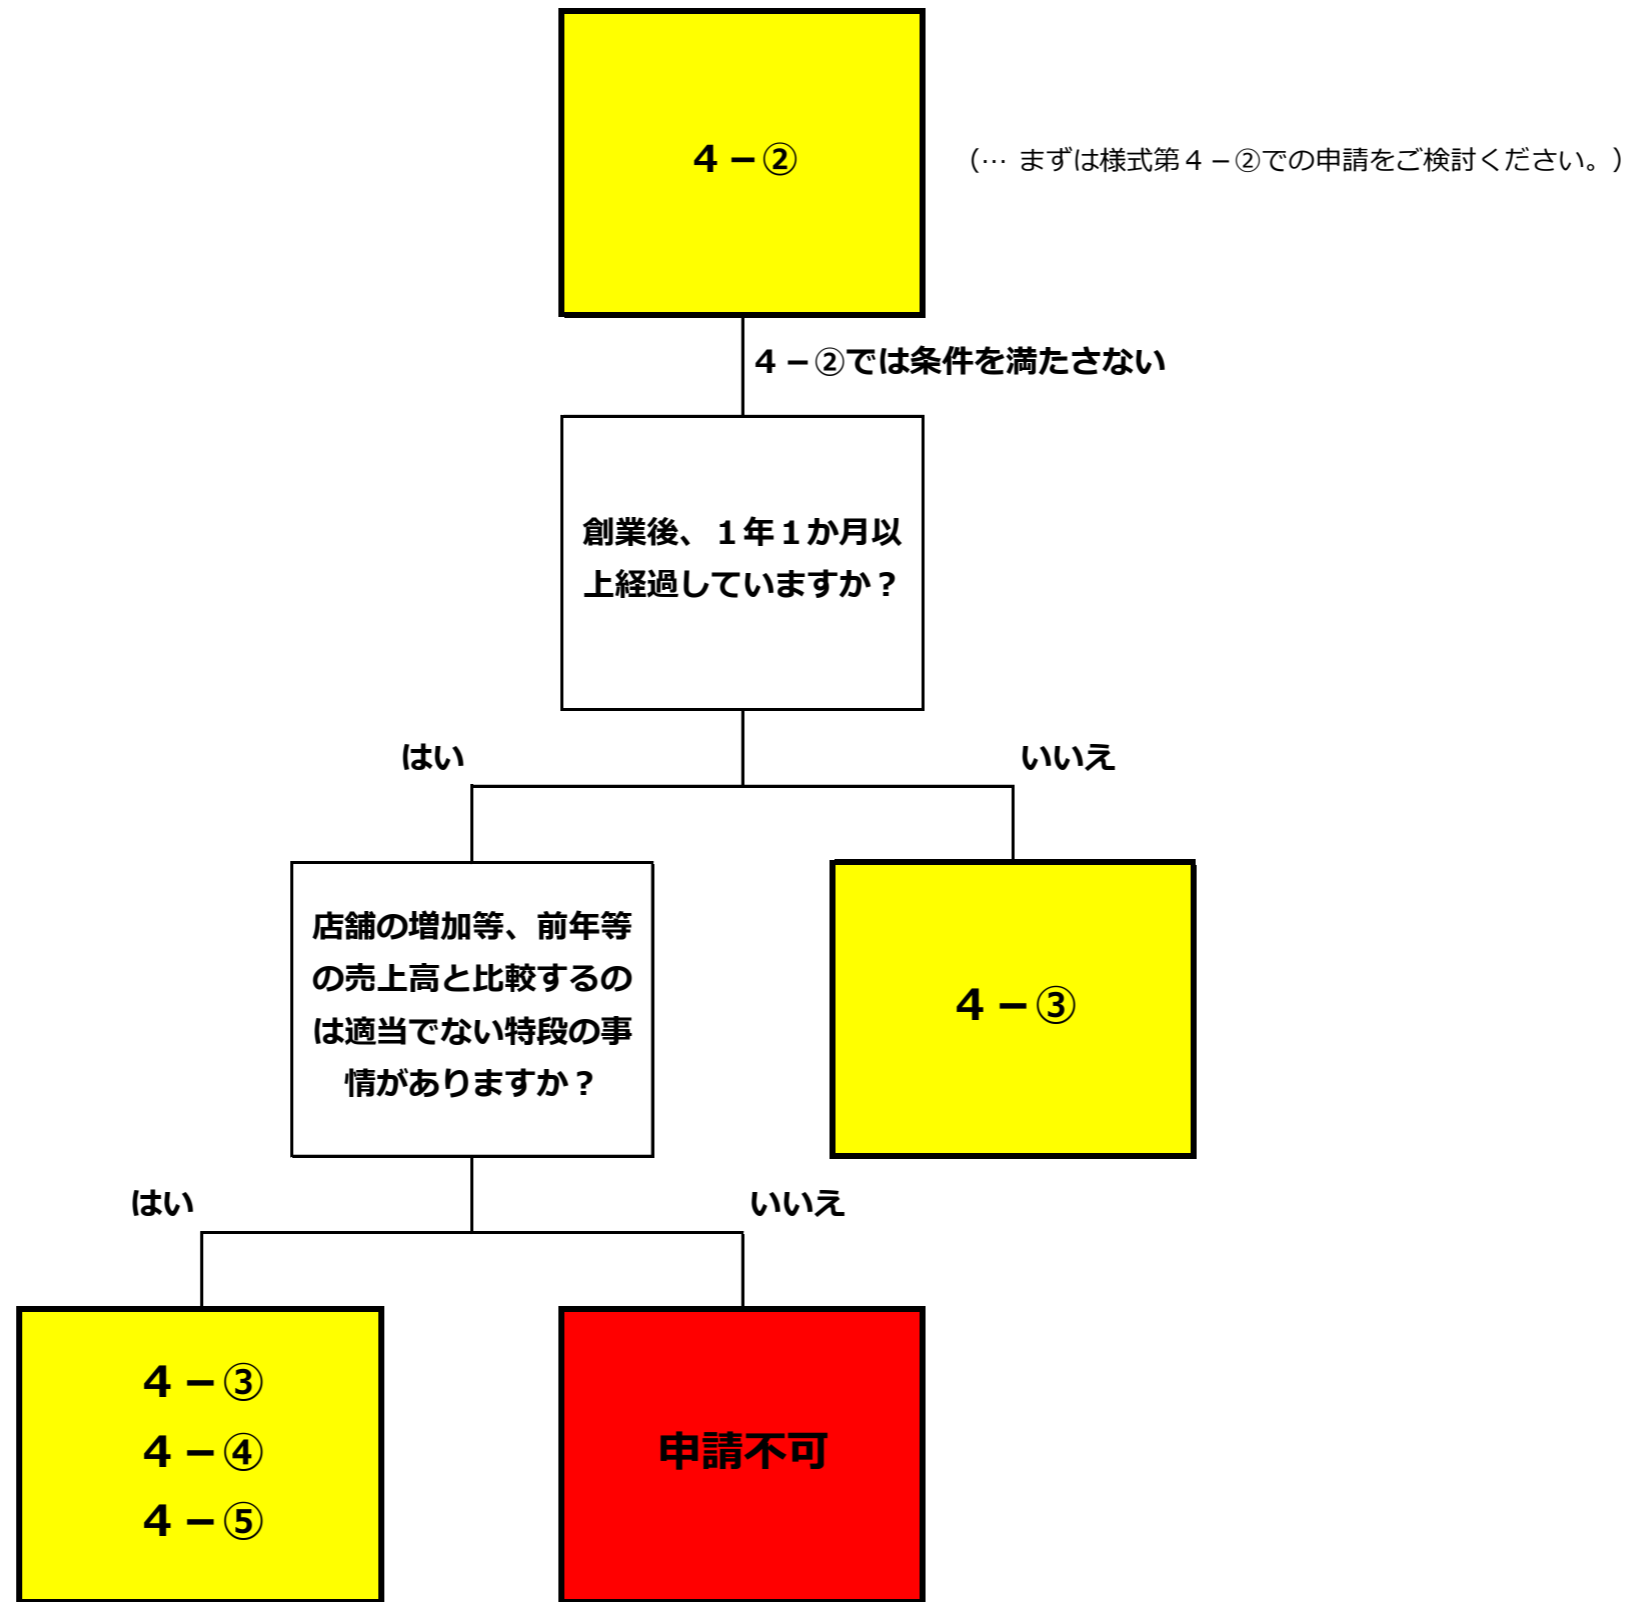 ４－②
（… まずは様式第４－②での申請をご検討ください。）
４－②では条件を満たさない
創業後、１年１か月以
上経過していますか？
はい
いいえ
店舗の増加等、前年等
の売上高と比較するの
は適当でない特段の事
情がありますか？
４－③
はい
いいえ
４－③
４－④
４－⑤
申請不可